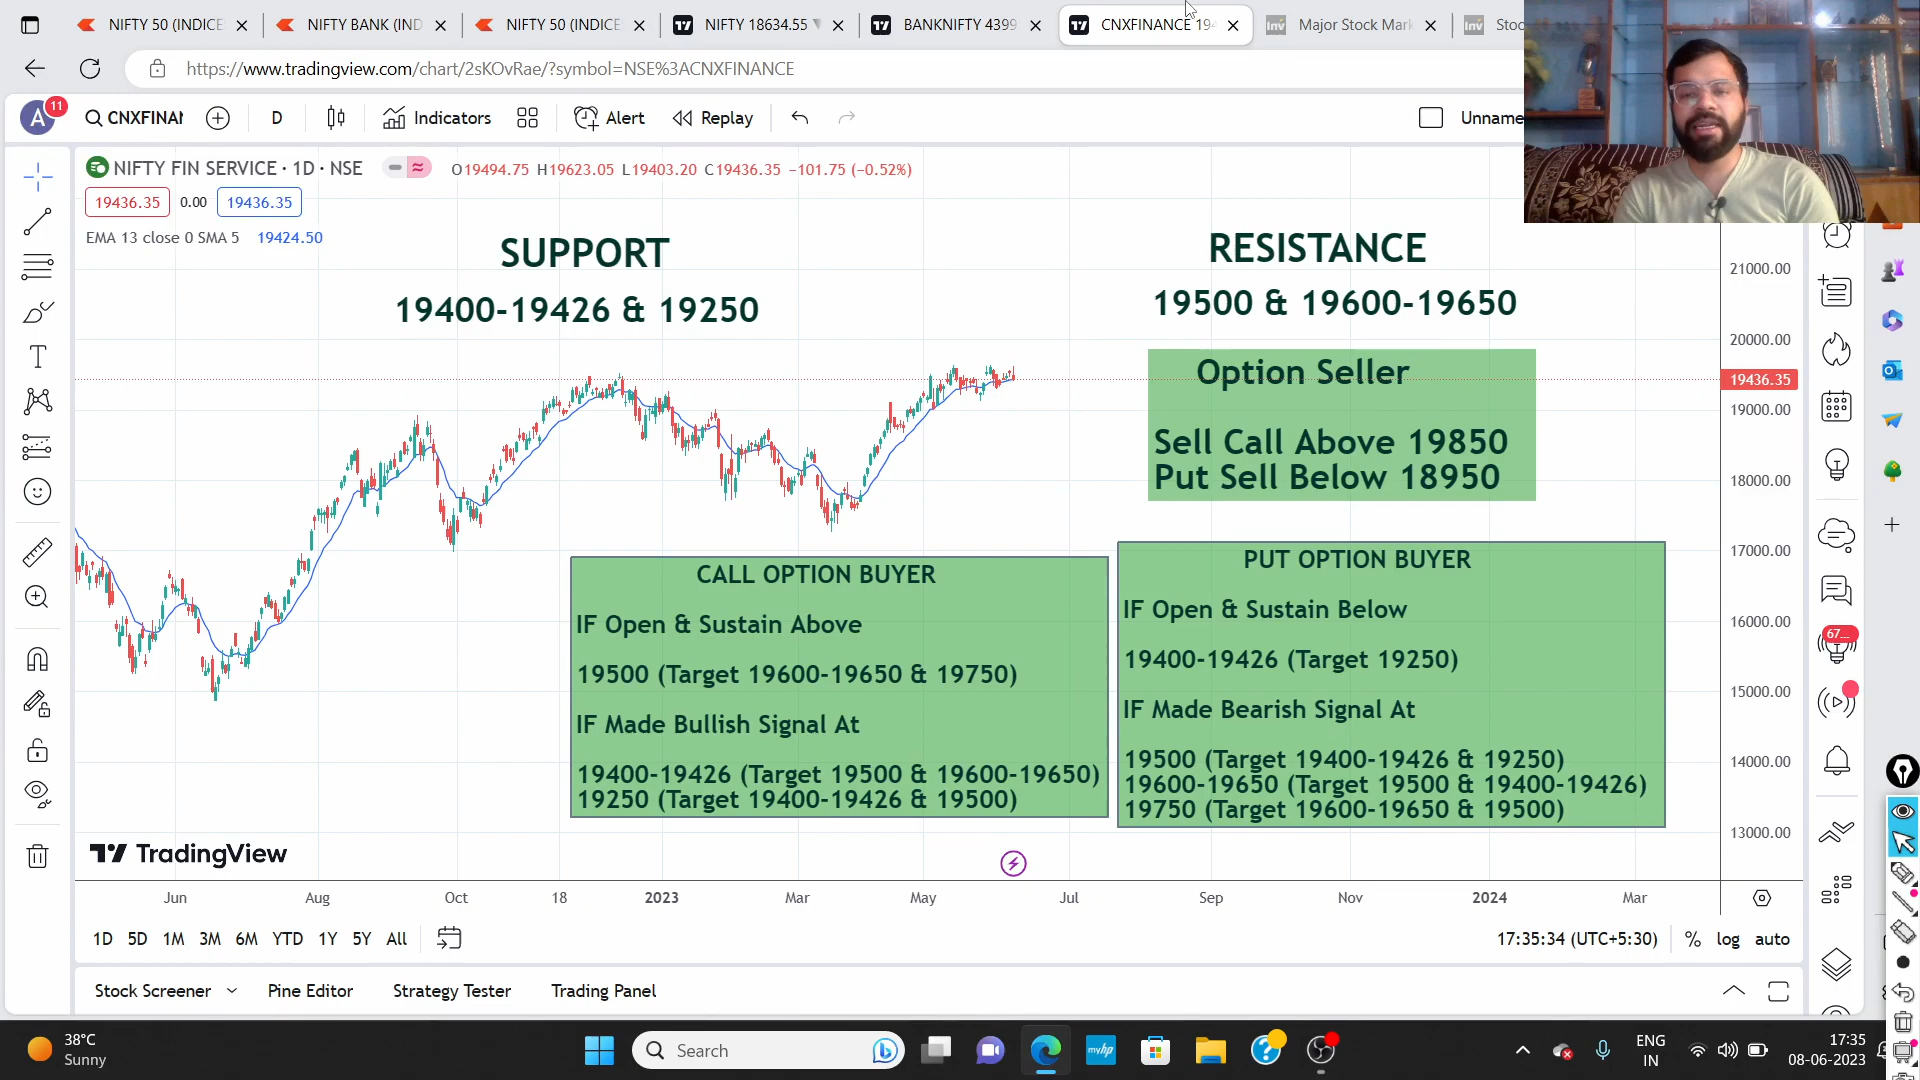 NIFTY 50 (INDICE
NIFTY BANK (IND
NIFTY 50 (INDICE
NIFTY 18634.55
BANKNIFTY 4399
CNXFINANCE 194
Major Stock Mark
Stoc
https://www.tradingview.com/chart/2sKOvRae/?symbol=NSE%3ACNXFINANCE
A
11
CNXFINAN
D
Indicators
Alert
Replay
Unname
NIFTY FIN SERVICE · 1D · NSE
O19494.75 H19623.05 L19403.20 C19436.35 −101.75 (−0.52%)
19436.35
0.00
19436.35
EMA 13 close 0 SMA 5 19424.50
SUPPORT
19400-19426 & 19250
RESISTANCE
19500 & 19600-19650
Option Seller
Sell Call Above 19850
Put Sell Below 18950
CALL OPTION BUYER
IF Open & Sustain Above
19500 (Target 19600-19650 & 19750)
IF Made Bullish Signal At
19400-19426 (Target 19500 & 19600-19650)
19250 (Target 19400-19426 & 19500)
PUT OPTION BUYER
IF Open & Sustain Below
19400-19426 (Target 19250)
IF Made Bearish Signal At
19500 (Target 19400-19426 & 19250)
19600-19650 (Target 19500 & 19400-19426)
19750 (Target 19600-19650 & 19500)
21000.00
20000.00
19436.35
19000.00
18000.00
17000.00
16000.00
15000.00
14000.00
13000.00
67...
TradingView
Jun
Aug
Oct
18
2023
Mar
May
Jul
Sep
Nov
2024
Mar
1D 5D 1M 3M 6M YTD 1Y 5Y All
17:35:34 (UTC+5:30)
% log auto
Stock Screener
Pine Editor
Strategy Tester
Trading Panel
38°C
Sunny
Search
myhp
ENG
IN
17:35
08-06-2023